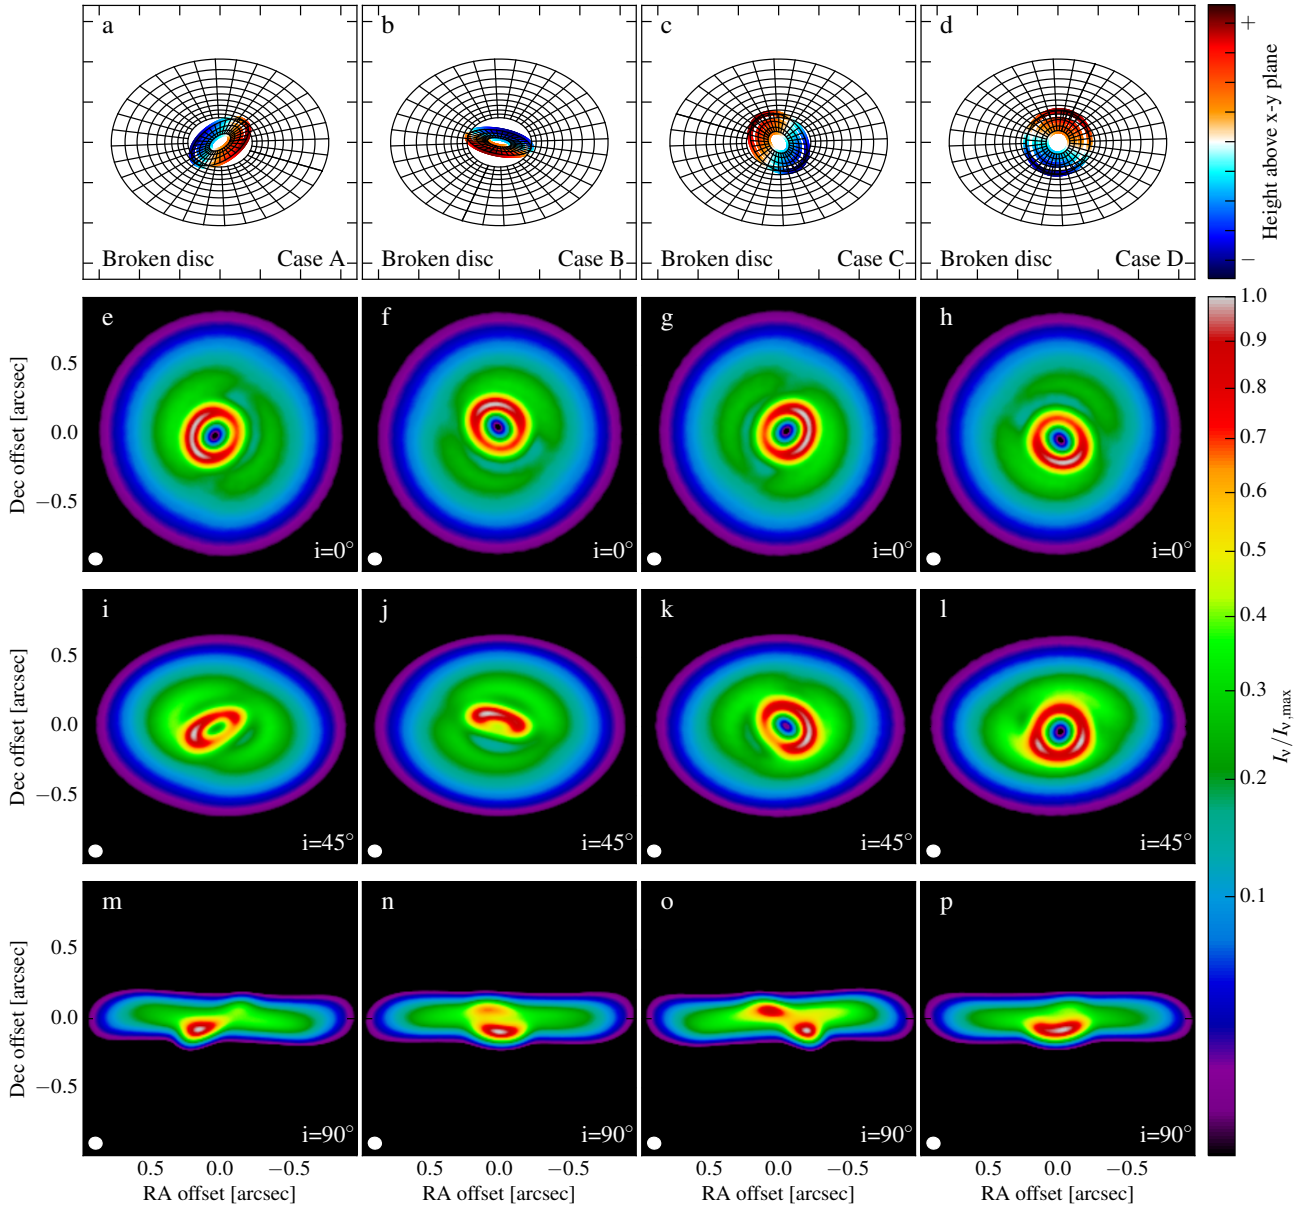 a b c d
Broken disc Case A Broken disc Case B Broken disc Case C Broken disc Case D
+
−
Height above x-y plane
e f g h
i=0° i=0° i=0° i=0°
0.5
0.0
−0.5
Dec offset [arcsec]
i j k l
i=45° i=45° i=45° i=45°
0.5
0.0
−0.5
Dec offset [arcsec]
m n o p
i=90° i=90° i=90° i=90°
0.5
0.0
−0.5
Dec offset [arcsec]
0.5 0.0 −0.5 0.5 0.0 −0.5 0.5 0.0 −0.5 0.5 0.0 −0.5
RA offset [arcsec] RA offset [arcsec] RA offset [arcsec] RA offset [arcsec]
1.0
0.9
0.8
0.7
0.6
0.5
0.4
0.3
0.2
0.1
Iν/Iν,max